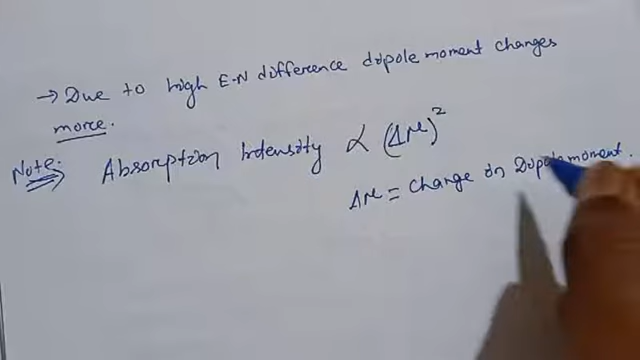 → Due to high E-N difference dipole moment changes
more.
Note: Absorption Intensity ∝ (Δμ)²
Δμ = change in Dipole moment.